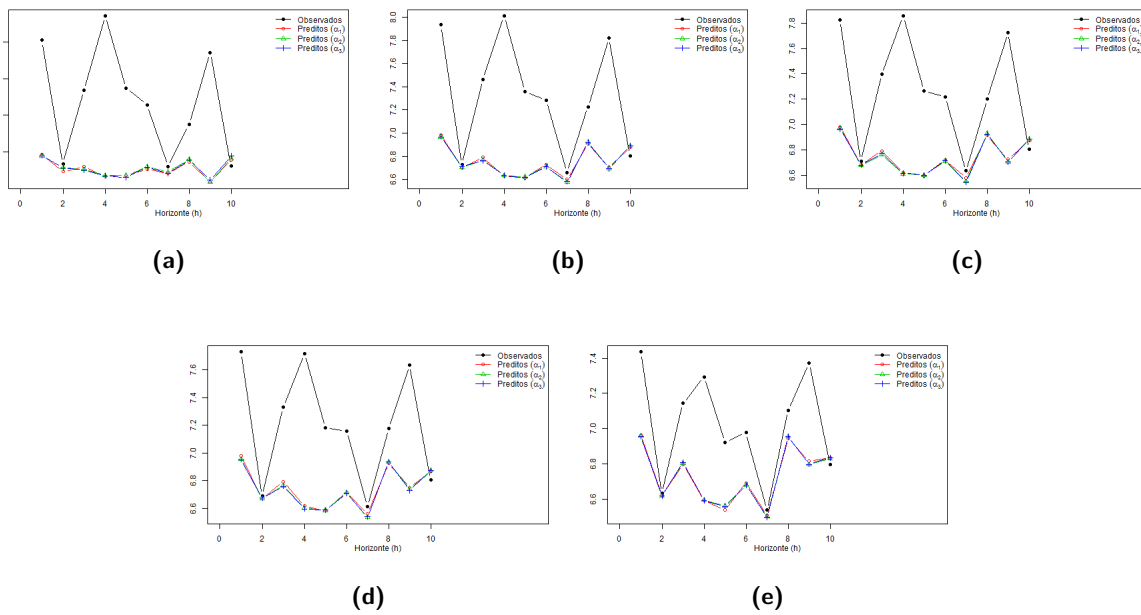 Observados
Preditos (α₁)
Preditos (α₂)
Preditos (α₃)
0 2 4 6 8 10
Horizonte (h)
(a)
8.0
7.8
7.6
7.4
7.2
7.0
6.8
6.6
Observados
Preditos (α₁)
Preditos (α₂)
Preditos (α₃)
0 2 4 6 8 10
Horizonte (h)
(b)
7.8
7.6
7.4
7.2
7.0
6.8
6.6
Observados
Preditos (α₁)
Preditos (α₂)
Preditos (α₃)
0 2 4 6 8 10
Horizonte (h)
(c)
7.6
7.4
7.2
7.0
6.8
6.6
Observados
Preditos (α₁)
Preditos (α₂)
Preditos (α₃)
0 2 4 6 8 10
Horizonte (h)
(d)
7.4
7.2
7.0
6.8
6.6
Observados
Preditos (α₁)
Preditos (α₂)
Preditos (α₃)
0 2 4 6 8 10
Horizonte (h)
(e)